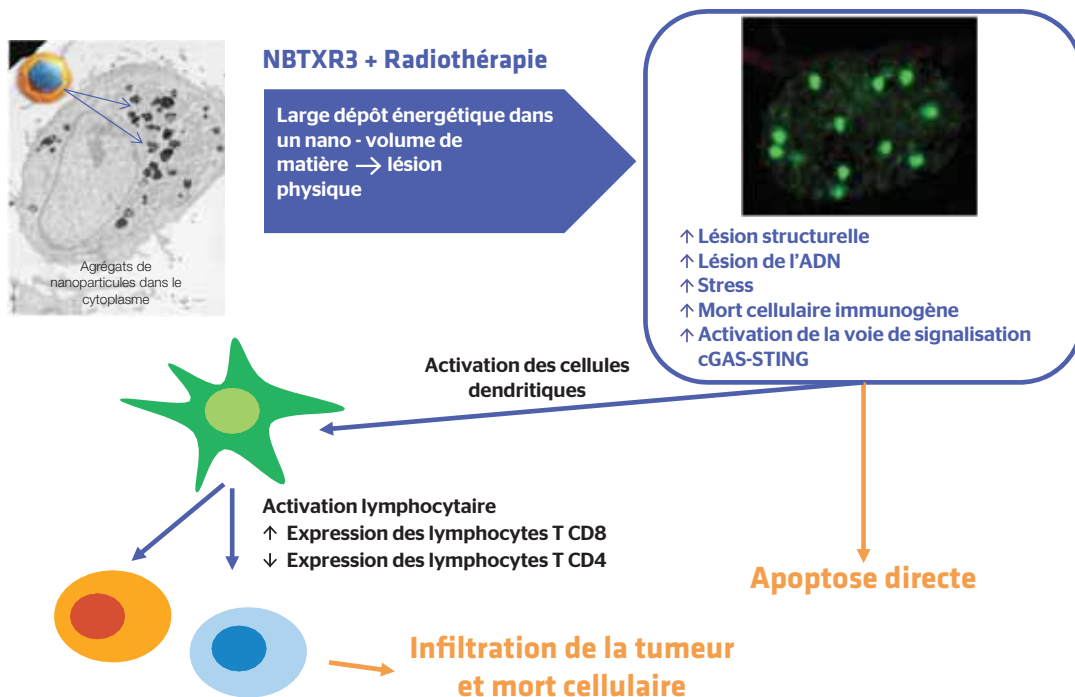 NBTXR3 + Radiothérapie
Large dépôt énergétique dans
un nano - volume de
matière → lésion
physique
Agrégats de
nanoparticules dans le
cytoplasme
↑ Lésion structurelle
↑ Lésion de l'ADN
↑ Stress
↑ Mort cellulaire immunogène
↑ Activation de la voie de signalisation
cGAS-STING
Activation des cellules
dendritiques
Activation lymphocytaire
↑ Expression des lymphocytes T CD8
↓ Expression des lymphocytes T CD4
Apoptose directe
Infiltration de la tumeur
et mort cellulaire